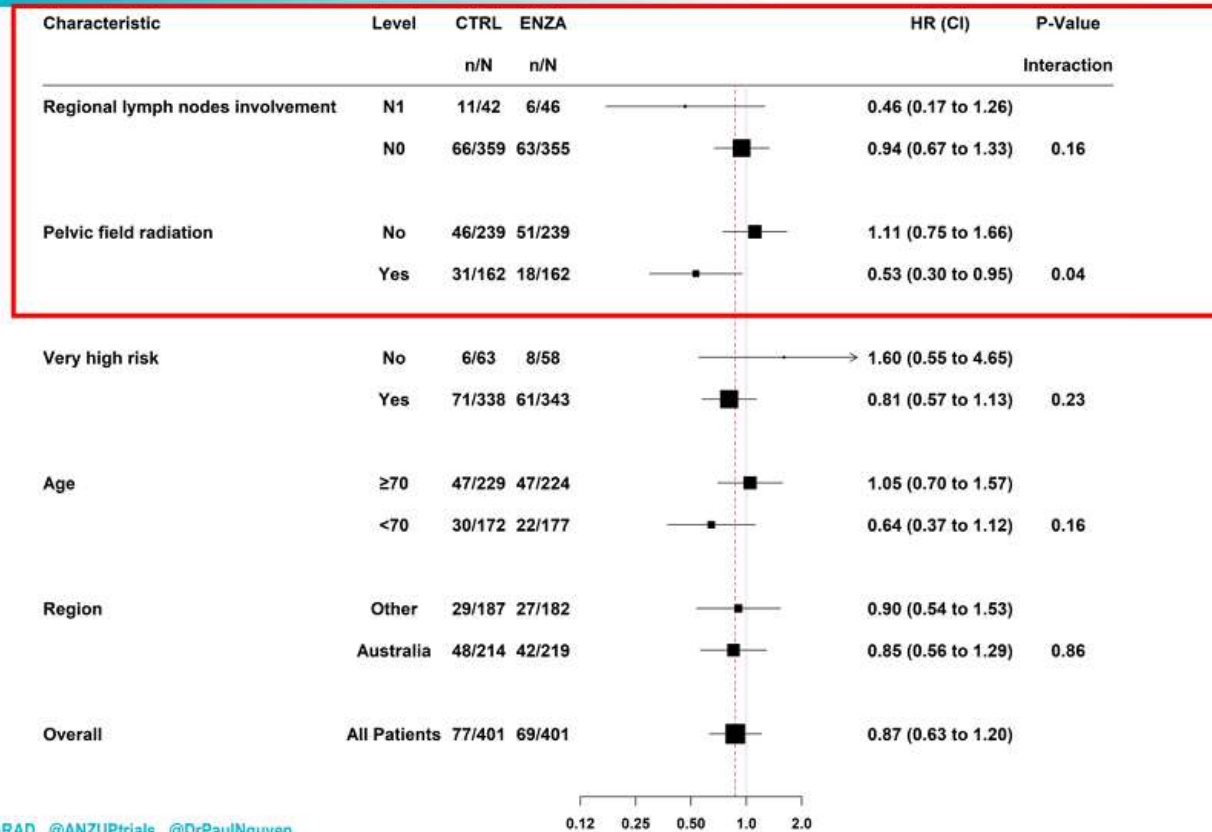 Characteristic Level CTRL ENZA HR (CI) P-Value
n/N n/N Interaction
Regional lymph nodes involvement N1 11/42 6/46 0.46 (0.17 to 1.26)
N0 66/359 63/355 0.94 (0.67 to 1.33) 0.16
Pelvic field radiation No 46/239 51/239 1.11 (0.75 to 1.66)
Yes 31/162 18/162 0.53 (0.30 to 0.95) 0.04
Very high risk No 6/63 8/58 1.60 (0.55 to 4.65)
Yes 71/338 61/343 0.81 (0.57 to 1.13) 0.23
Age ≥70 47/229 47/224 1.05 (0.70 to 1.57)
<70 30/172 22/177 0.64 (0.37 to 1.12) 0.16
Region Other 29/187 27/182 0.90 (0.54 to 1.53)
Australia 48/214 42/219 0.85 (0.56 to 1.29) 0.86
Overall All Patients 77/401 69/401 0.87 (0.63 to 1.20)
0.12 0.25 0.50 1.0 2.0
@ANZUPtrials @DrPaulNguyen